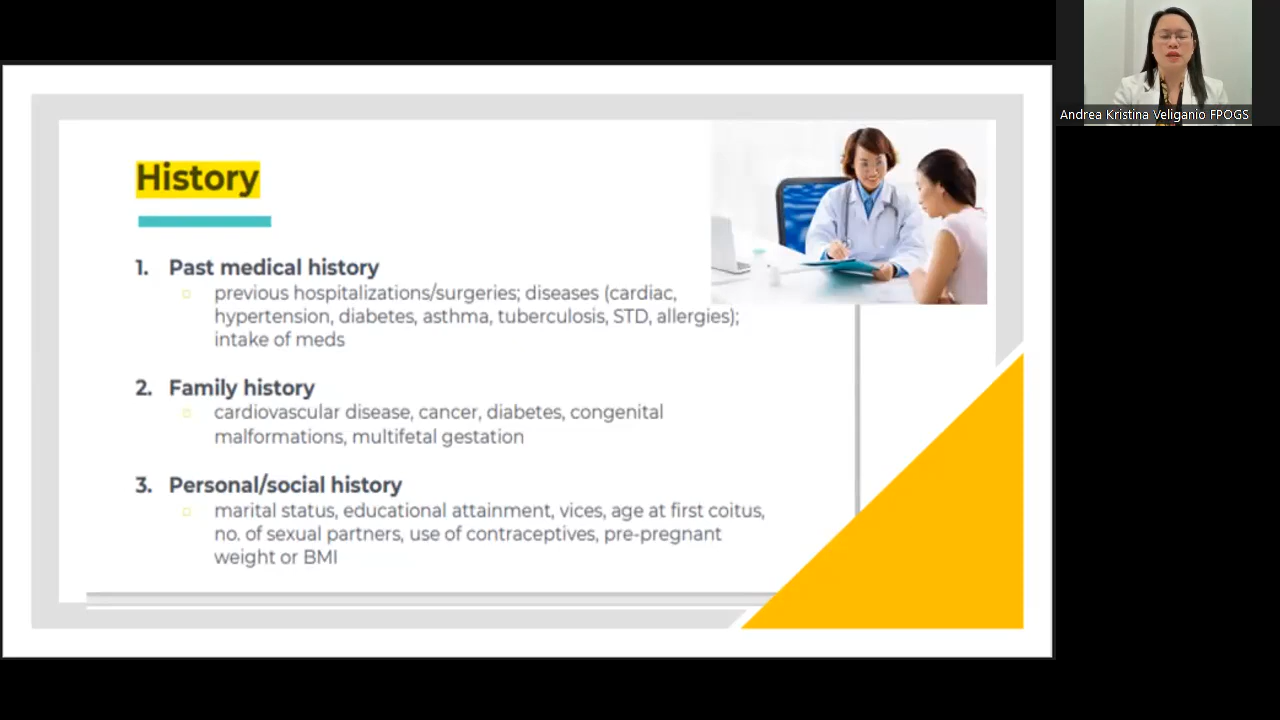 Andrea Kristina Veliganio FPOGS
History
1. Past medical history
previous hospitalizations/surgeries; diseases (cardiac,
hypertension, diabetes, asthma, tuberculosis, STD, allergies);
intake of meds
2. Family history
cardiovascular disease, cancer, diabetes, congenital
malformations, multifetal gestation
3. Personal/social history
marital status, educational attainment, vices, age at first coitus,
no. of sexual partners, use of contraceptives, pre-pregnant
weight or BMI